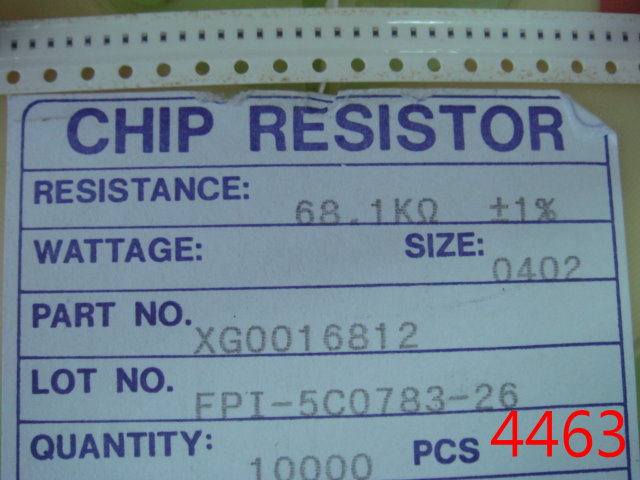 CHIP RESISTOR
RESISTANCE: 68.1KΩ ±1%
WATTAGE: SIZE: 0402
PART NO. XG0016812
LOT NO. FPI-5C0783-26
QUANTITY: 10000 PCS 4463